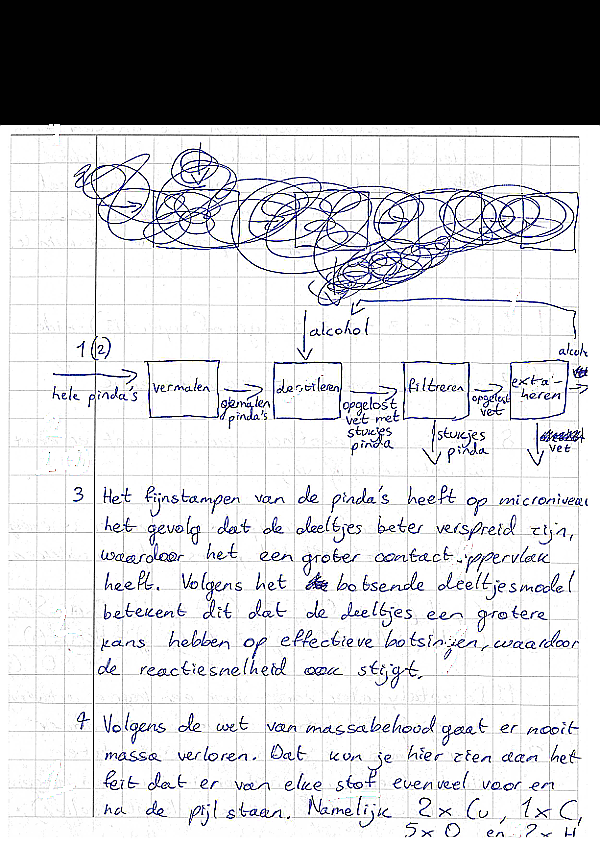 alcohol
1(2)
alcoh
hele pinda's
vermalen
gemalen
pinda's
destileren
opgelost
vet met
stukjes
pinda
filtreren
stukjes
pinda
opgelost
vet
extra-
heren
vet
3 Het fijnstampen van de pinda's heeft op microniveau
het gevolg dat de deeltjes beter verspreid zijn,
waardoor het een groter contact ippervlak
heeft. Volgens het botsende deeltjesmodel
betekent dit dat de deeltjes een grotere
kans hebben op effectieve botsingen, waardoor
de reactiesnelheid ook stijgt.
4 Volgens de wet van massabehoud gaat er nooit
massa verloren. Dat kun je hier zien aan het
feit dat er van elke stof evenveel voor en
na de pijl staan. Namelijk 2x Cu, 1x C,
5x O en 2x H